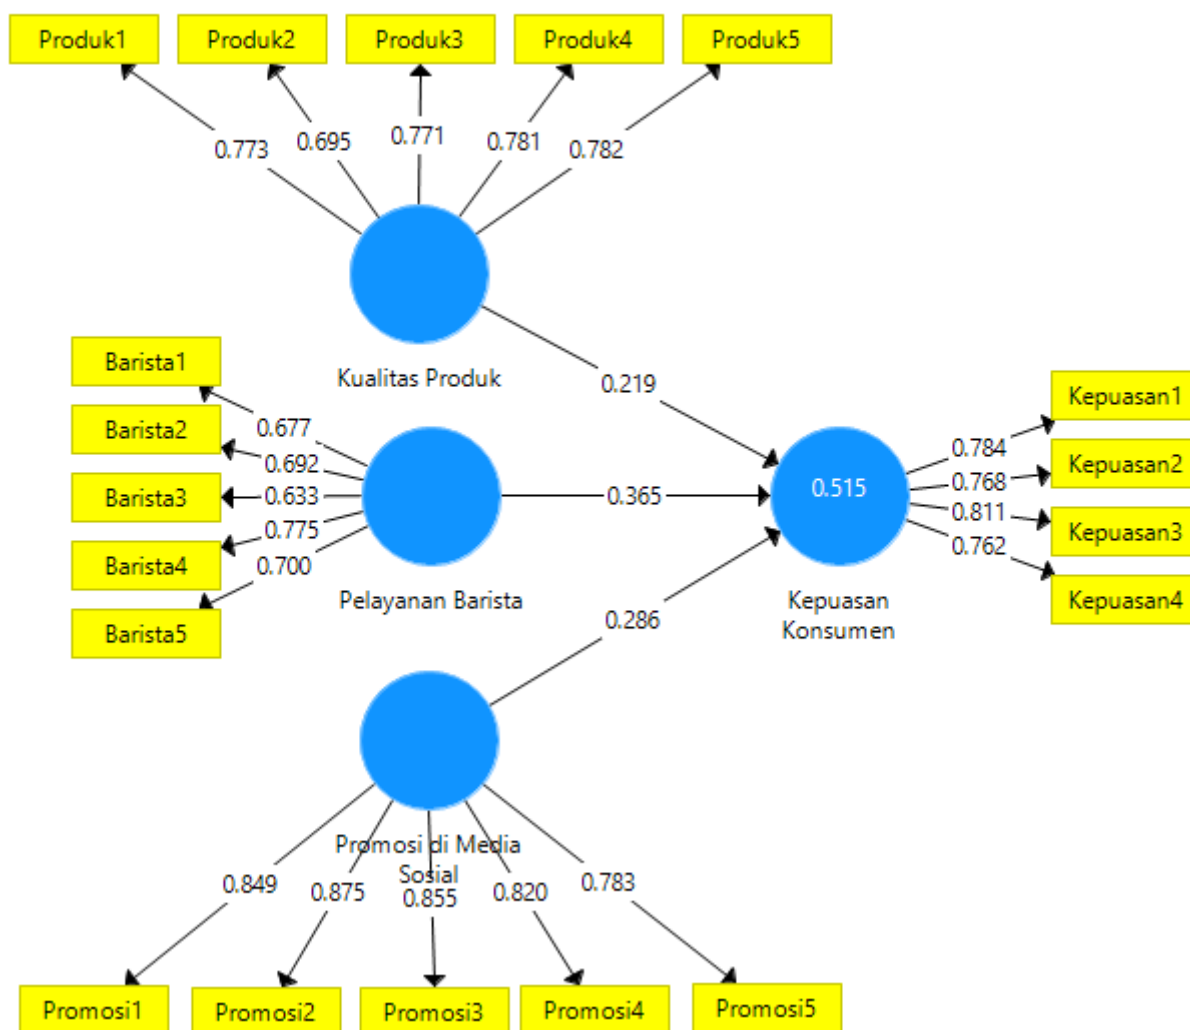 Produk1
Produk2
Produk3
Produk4
Produk5
0.773
0.695
0.771
0.781
0.782
Kualitas Produk
0.219
Barista1
Barista2
Barista3
Barista4
Barista5
0.677
0.692
0.633
0.775
0.700
Pelayanan Barista
0.365
0.515
Kepuasan
Konsumen
0.784
0.768
0.811
0.762
Kepuasan1
Kepuasan2
Kepuasan3
Kepuasan4
0.286
Promosi di Media
Sosial
0.849
0.875
0.855
0.820
0.783
Promosi1
Promosi2
Promosi3
Promosi4
Promosi5